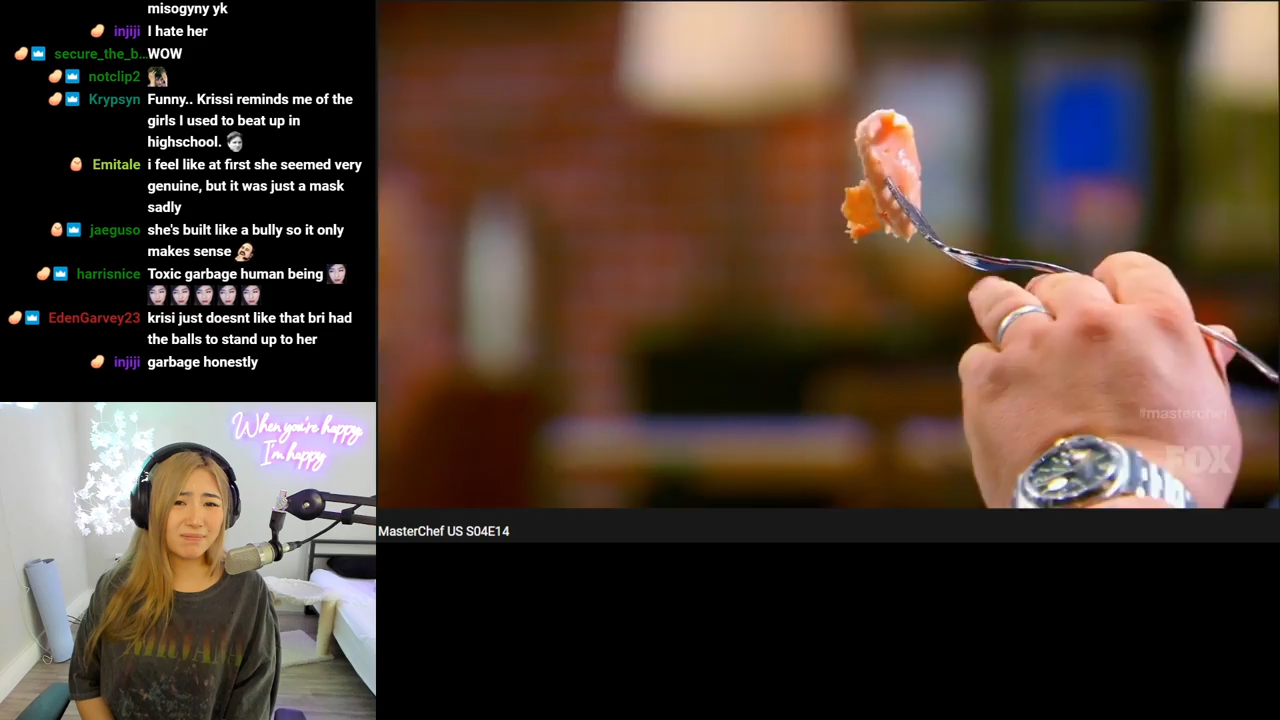 misogyny yk
injiji I hate her
secure_the_b... WOW
notclip2
Krypsyn Funny.. Krissi reminds me of the
girls I used to beat up in
highschool.
Emitale i feel like at first she seemed very
genuine, but it was just a mask
sadly
jaeguso she's built like a bully so it only
makes sense
harrisnice Toxic garbage human being
EdenGarvey23 krisi just doesnt like that bri had
the balls to stand up to her
injiji garbage honestly
When you're happy
I'm happy
NIRVANA
#masterchef
FOX
MasterChef US S04E14